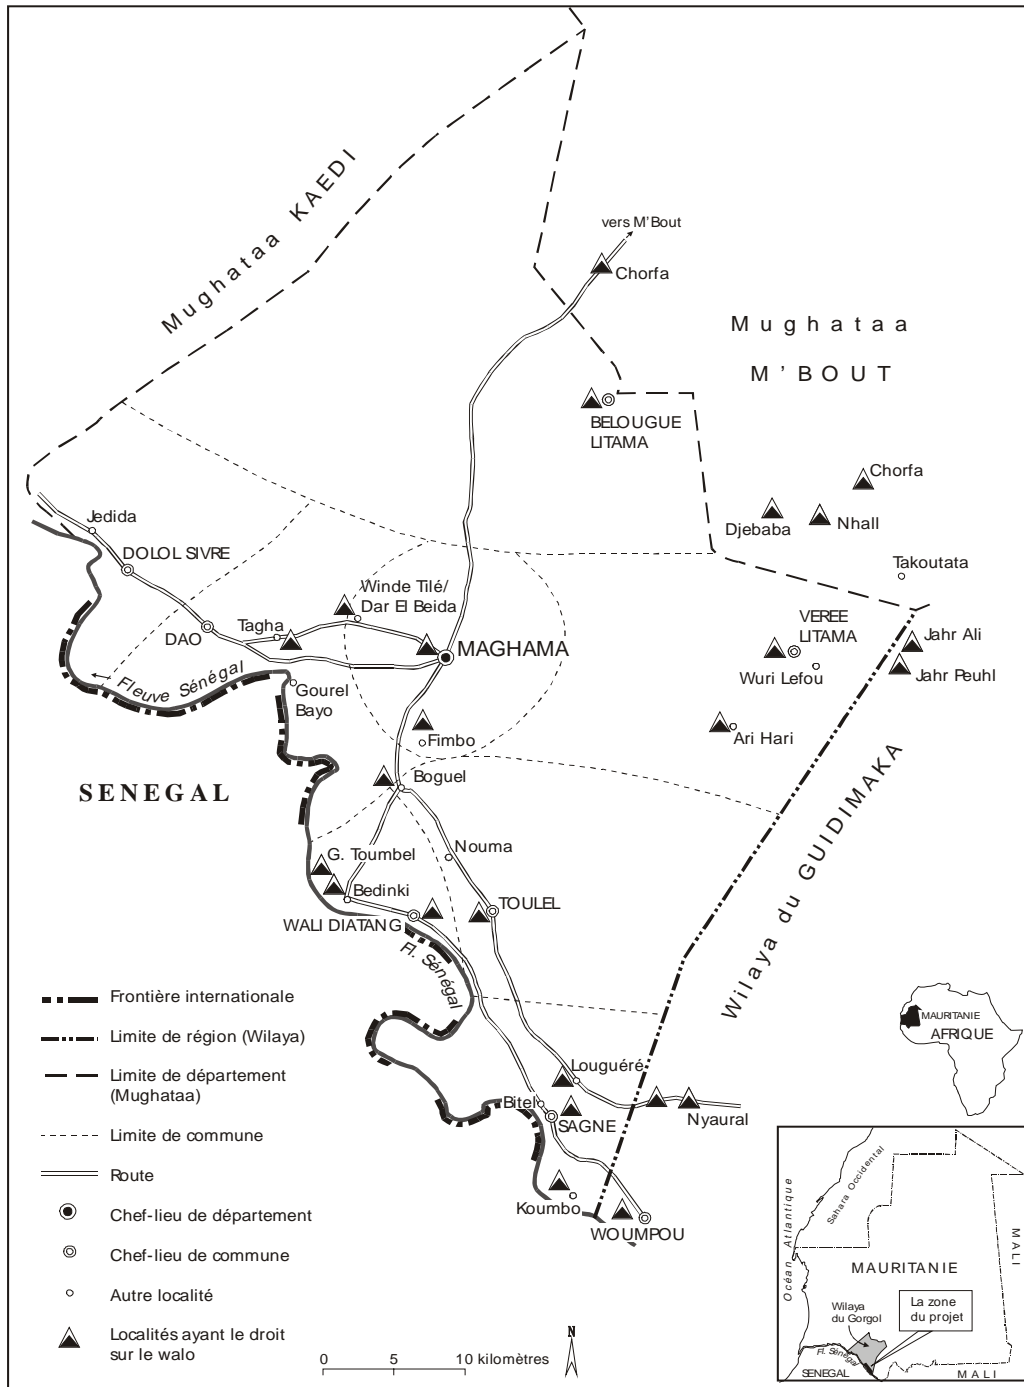 Mughataa KAEDI
vers M'Bout
Chorfa
Mughataa
M'BOUT
BELOUGUE
LITAMA
Chorfa
Djebaba
Nhall
Jedida
DOLOL SIVRE
Takoutata
Winde Tilé/
Dar El Beida
Tagha
DAO
MAGHAMA
VEREE
LITAMA
Jahr Ali
Wuri Lefou
Jahr Peuhl
Fleuve Sénégal
Gourel
Bayo
Fimbo
Ari Hari
SENEGAL
Boguel
Wilaya du GUIDIMAKA
G. Toumbel
Nouma
Bedinki
TOULEL
WALI DIATANG
Fl. Sénégal
Louguéré
Bitel
SAGNE
Nyaural
Koumbo
WOUMPOU
Frontière internationale
Limite de région (Wilaya)
Limite de département
(Mughataa)
Limite de commune
Route
Chef-lieu de département
Chef-lieu de commune
Autre localité
Localités ayant le droit
sur le walo
0 5 10 kilomètres
N
MAURITANIE
AFRIQUE
Océan Atlantique
Sahara Occidental
MALI
MAURITANIE
Wilaya
du Gorgol
La zone
du projet
Fl. Sénégal
SENEGAL
MALI